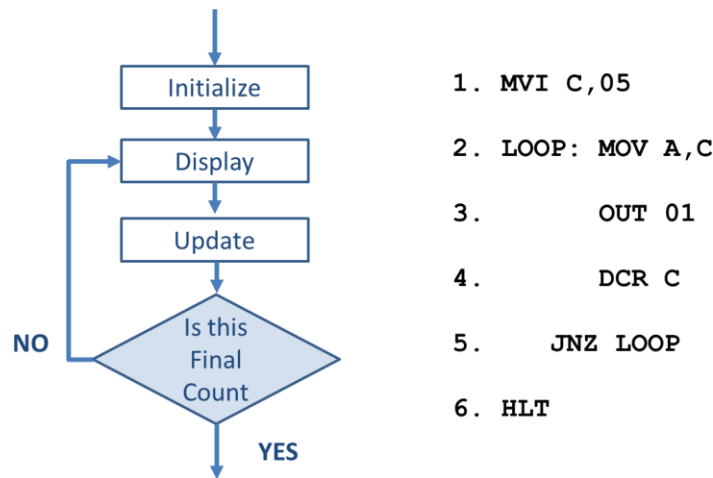 Initialize
Display
Update
Is this
Final
Count
NO
YES
1. MVI C,05
2. LOOP: MOV A,C
3. OUT 01
4. DCR C
5. JNZ LOOP
6. HLT